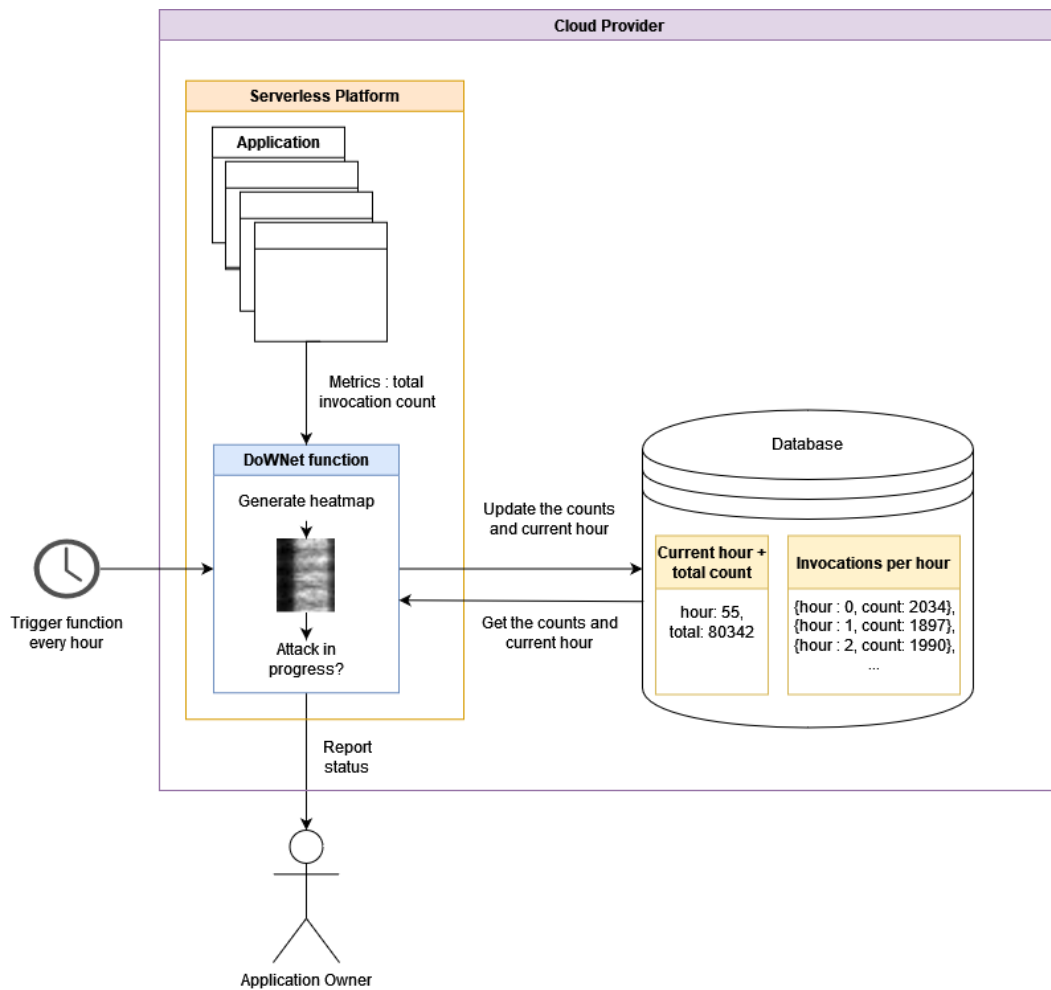 Cloud Provider
Serverless Platform
Application
Metrics : total
invocation count
DoWNet function
Generate heatmap
Attack in
progress?
Trigger function
every hour
Update the counts
and current hour
Get the counts and
current hour
Database
Current hour +
total count
hour: 55,
total: 80342
Invocations per hour
{hour : 0, count: 2034},
{hour : 1, count: 1897},
{hour : 2, count: 1990},
...
Report
status
Application Owner